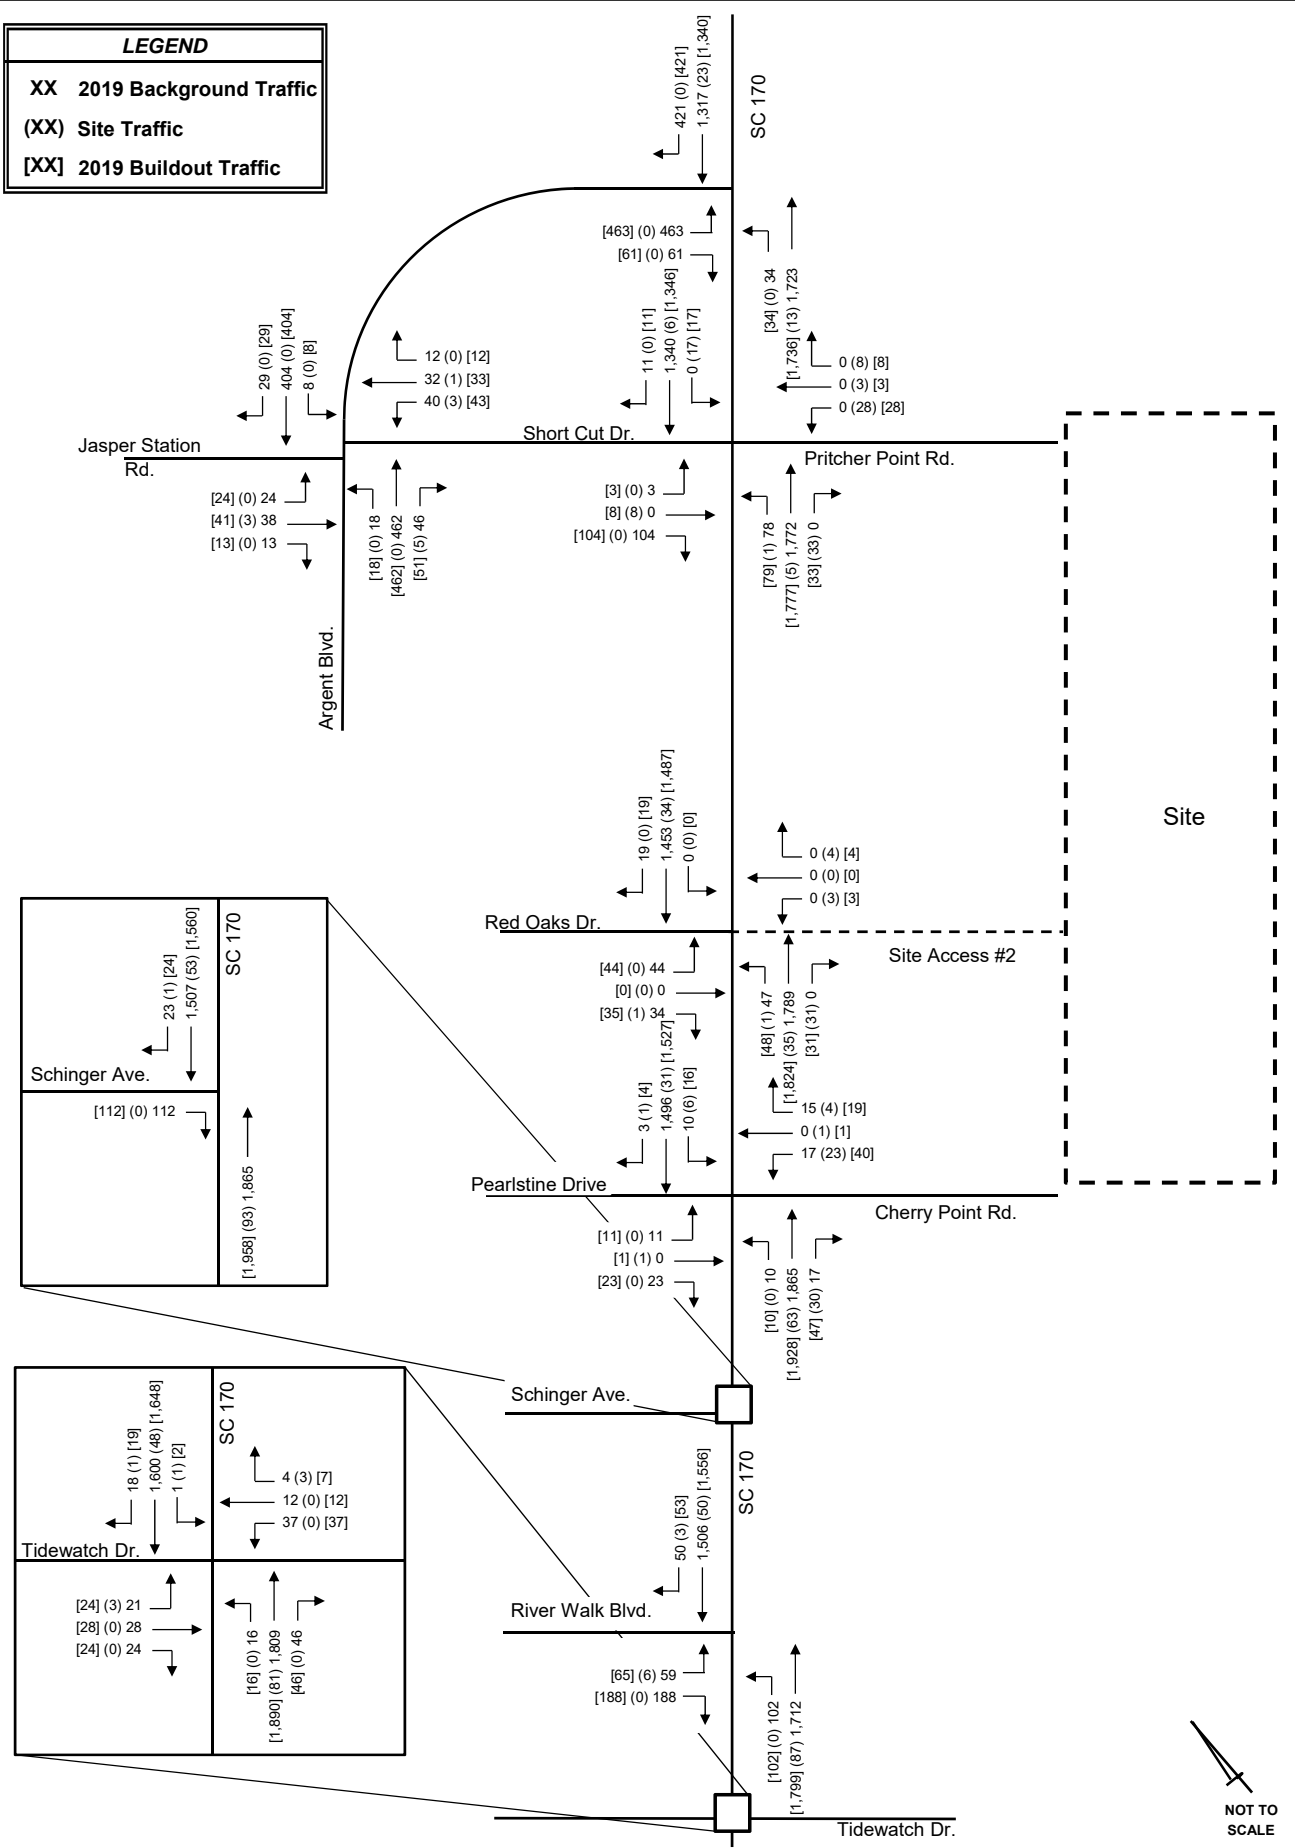 LEGEND
XX 2019 Background Traffic
(XX) Site Traffic
[XX] 2019 Buildout Traffic
421 (0) [421]
1,317 (23) [1,340]
SC 170
[463] (0) 463
[61] (0) 61
[34] (0) 34
[1,736] (13) 1,723
29 (0) [29]
404 (0) [404]
8 (0) [8]
12 (0) [12]
32 (1) [33]
40 (3) [43]
11 (0) [11]
1,340 (6) [1,346]
0 (17) [17]
0 (8) [8]
0 (3) [3]
0 (28) [28]
Jasper Station
Rd.
Short Cut Dr.
Pritcher Point Rd.
[24] (0) 24
[41] (3) 38
[13] (0) 13
[18] (0) 18
[462] (0) 462
[51] (5) 46
[3] (0) 3
[8] (8) 0
[104] (0) 104
[79] (1) 78
[1,777] (5) 1,772
[33] (33) 0
Argent Blvd.
Site
19 (0) [19]
1,453 (34) [1,487]
0 (0) [0]
0 (4) [4]
0 (0) [0]
0 (3) [3]
Red Oaks Dr.
Site Access #2
[44] (0) 44
[0] (0) 0
[35] (1) 34
[48] (1) 47
[1,824] (35) 1,789
[31] (31) 0
23 (1) [24]
1,507 (53) [1,560]
SC 170
Schinger Ave.
[112] (0) 112
[1,958] (93) 1,865
3 (1) [4]
1,496 (31) [1,527]
10 (6) [16]
15 (4) [19]
0 (1) [1]
17 (23) [40]
Pearlstine Drive
Cherry Point Rd.
[11] (0) 11
[1] (1) 0
[23] (0) 23
[10] (0) 10
[1,928] (63) 1,865
[47] (30) 17
Schinger Ave.
18 (1) [19]
1,600 (48) [1,648]
1 (1) [2]
SC 170
4 (3) [7]
12 (0) [12]
37 (0) [37]
Tidewatch Dr.
[24] (3) 21
[28] (0) 28
[24] (0) 24
[16] (0) 16
[1,890] (81) 1,809
[46] (0) 46
50 (3) [53]
1,506 (50) [1,556]
SC 170
River Walk Blvd.
[65] (6) 59
[188] (0) 188
[102] (0) 102
[1,799] (87) 1,712
Tidewatch Dr.
NOT TO
SCALE